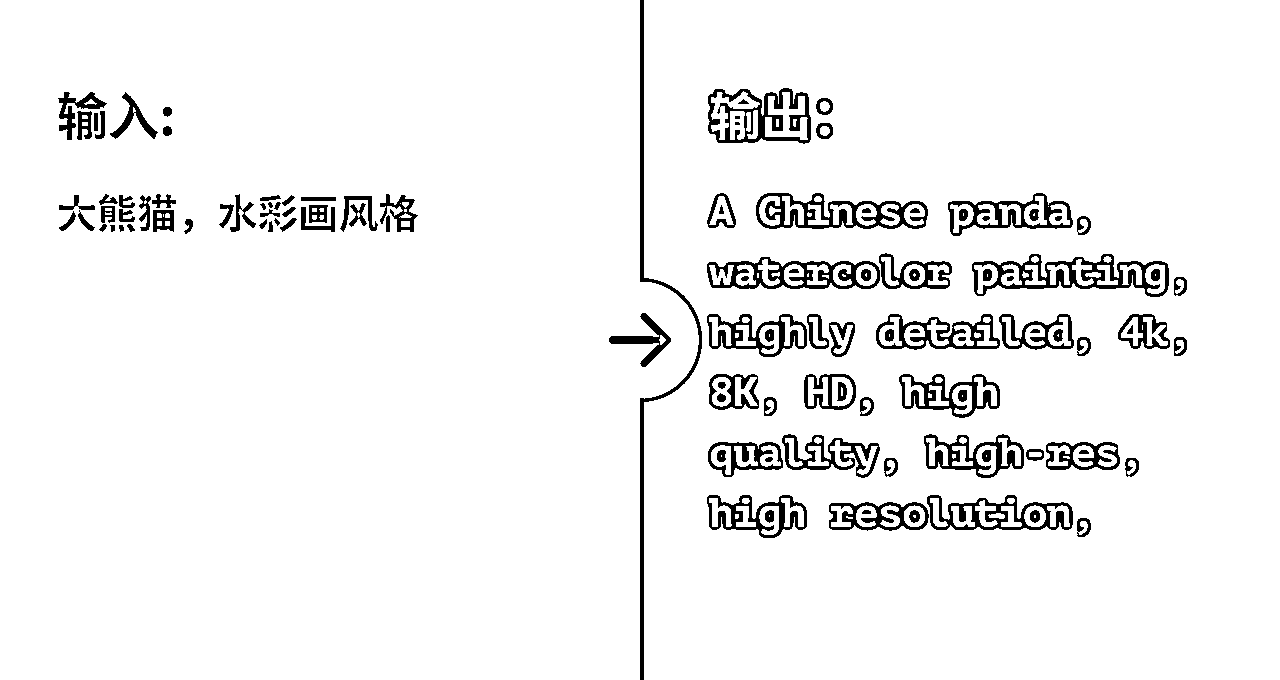 输入:
大熊猫，水彩画风格
输出:
A Chinese panda,
watercolor painting,
highly detailed, 4k,
8K, HD, high
quality, high-res,
high resolution,